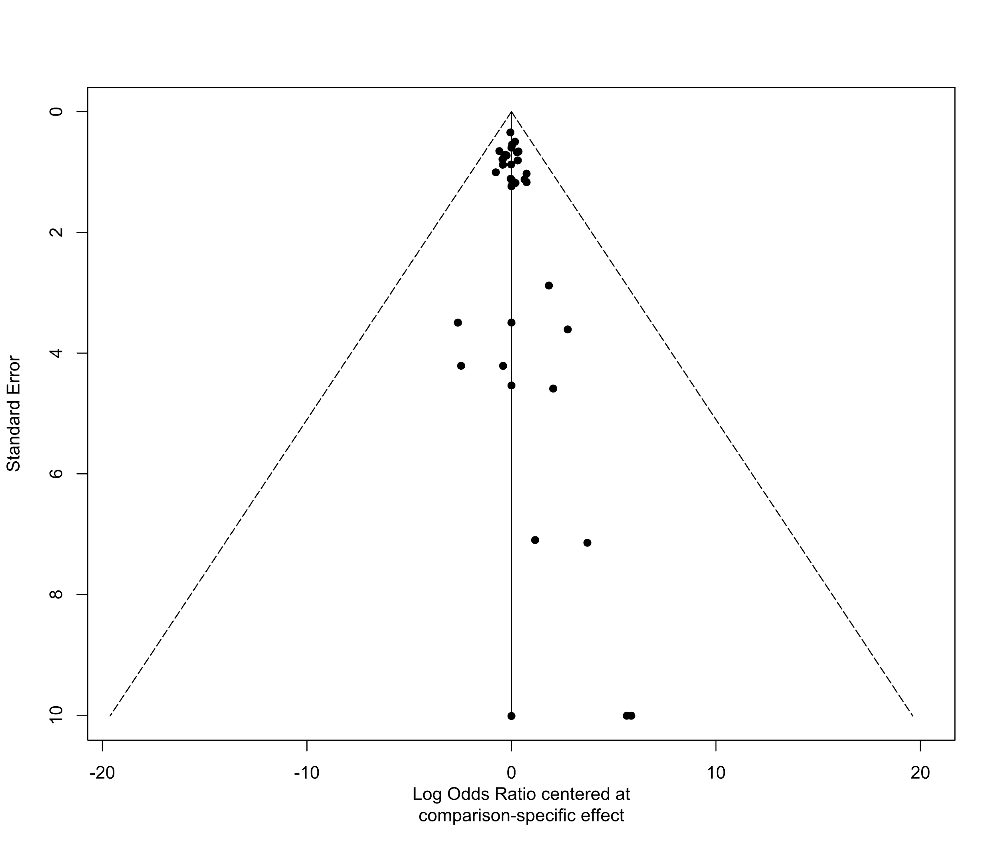 Standard Error
0
2
4
6
8
10
-20 -10 0 10 20
Log Odds Ratio centered at
comparison-specific effect